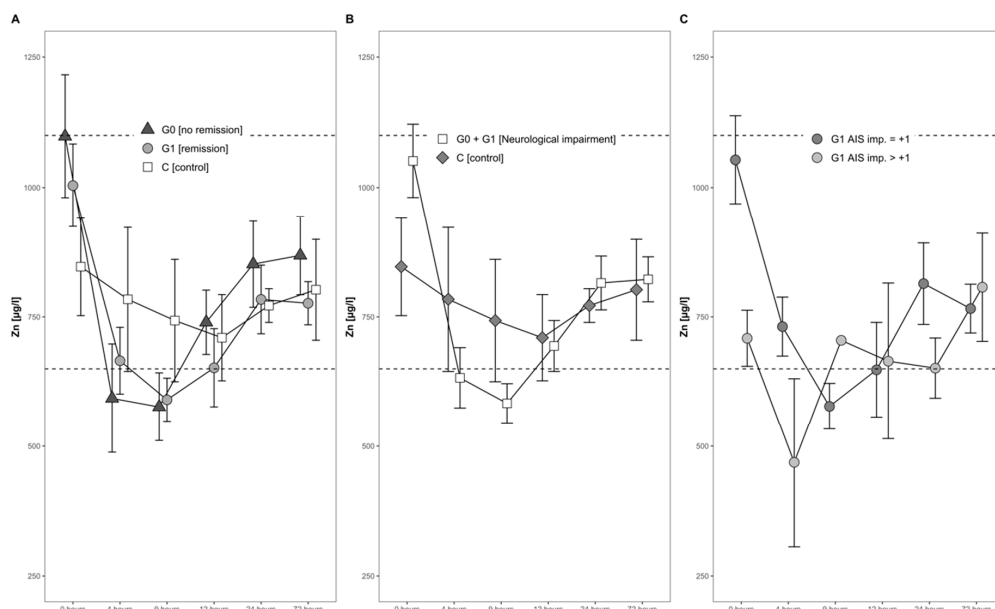 A
B
C
1250
1000
750
500
250
Zn [µg/l]
G0 [no remission]
G1 [remission]
C [control]
1250
1000
750
500
250
Zn [µg/l]
G0 + G1 [Neurological impairment]
C [control]
1250
1000
750
500
250
Zn [µg/l]
G1 AIS imp. = +1
G1 AIS imp. > +1